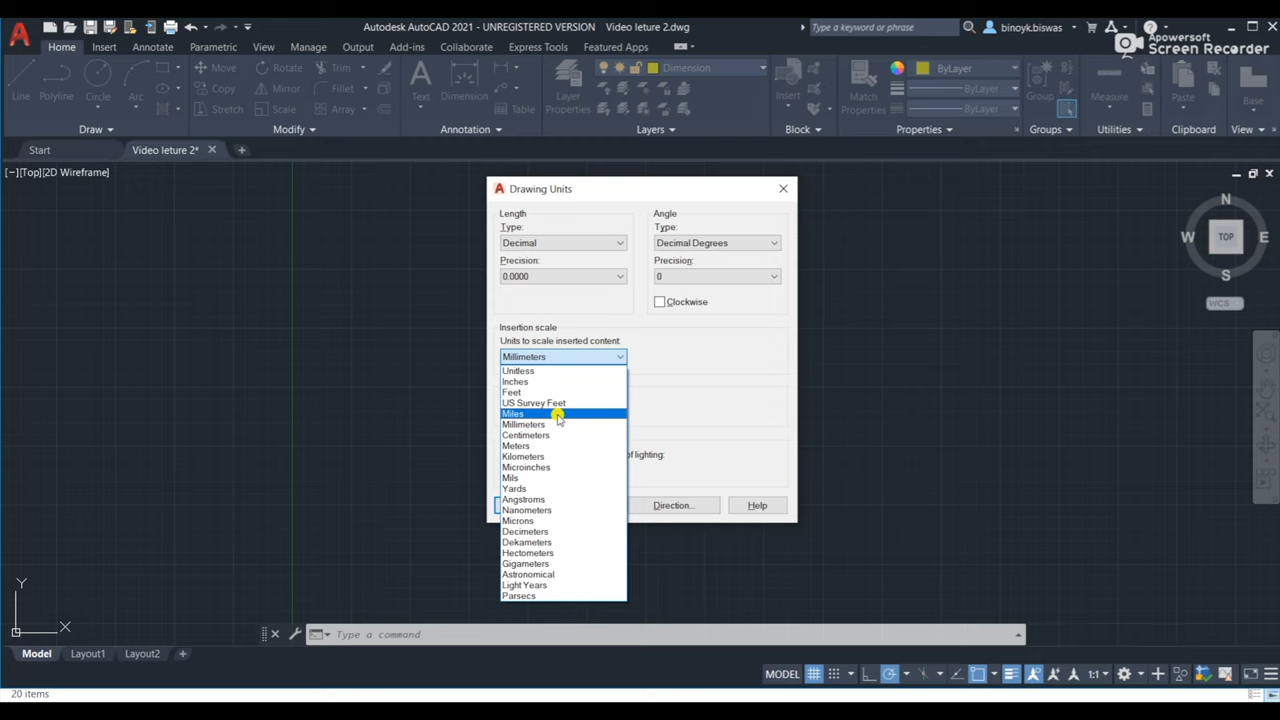 Autodesk AutoCAD 2021 - UNREGISTERED VERSION Video leture 2.dwg
Type a keyword or phrase
binoyk.biswas
Apowersoft
Screen Recorder
Home Insert Annotate Parametric View Manage Output Add-ins Collaborate Express Tools Featured Apps
Line Polyline Circle Arc
Move Rotate Trim
Copy Mirror Fillet
Stretch Scale Array
Text Dimension Table
Layer Properties
Dimension
Insert
Match Properties
ByLayer
ByLayer
ByLayer
Group
Measure
Paste
Base
Draw Modify Annotation Layers Block Properties Groups Utilities Clipboard View
Start Video leture 2*
[−][Top][2D Wireframe]
Drawing Units
Length Angle
Type: Type:
Decimal Decimal Degrees
Precision: Precision:
0.0000 0
Clockwise
Insertion scale
Units to scale inserted content:
Millimeters
Unitless
Inches
Feet
US Survey Feet
Miles
Millimeters
Centimeters
Meters
of lighting:
Kilometers
Microinches
Mils
Yards
Angstroms
Direction... Help
Nanometers
Microns
Decimeters
Dekameters
Hectometers
Gigameters
Astronomical
Light Years
Parsecs
N
W TOP E
S
WCS
Y
X
Type a command
Model Layout1 Layout2
MODEL 1:1
20 items